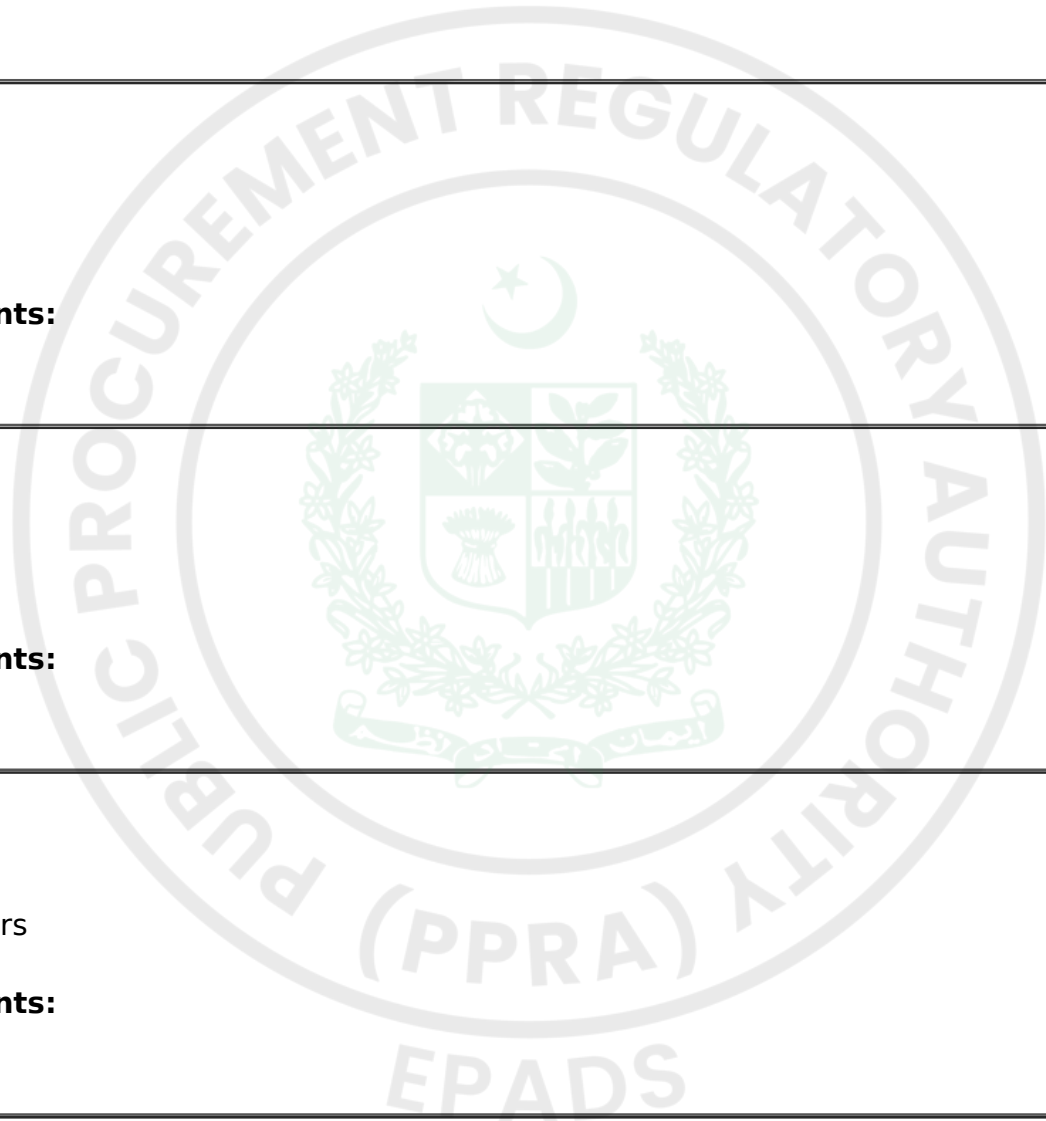 PUBLIC PROCUREMENT REGULATORY AUTHORITY
nts:
nts:
rs
(PPRA)
nts:
EPADS